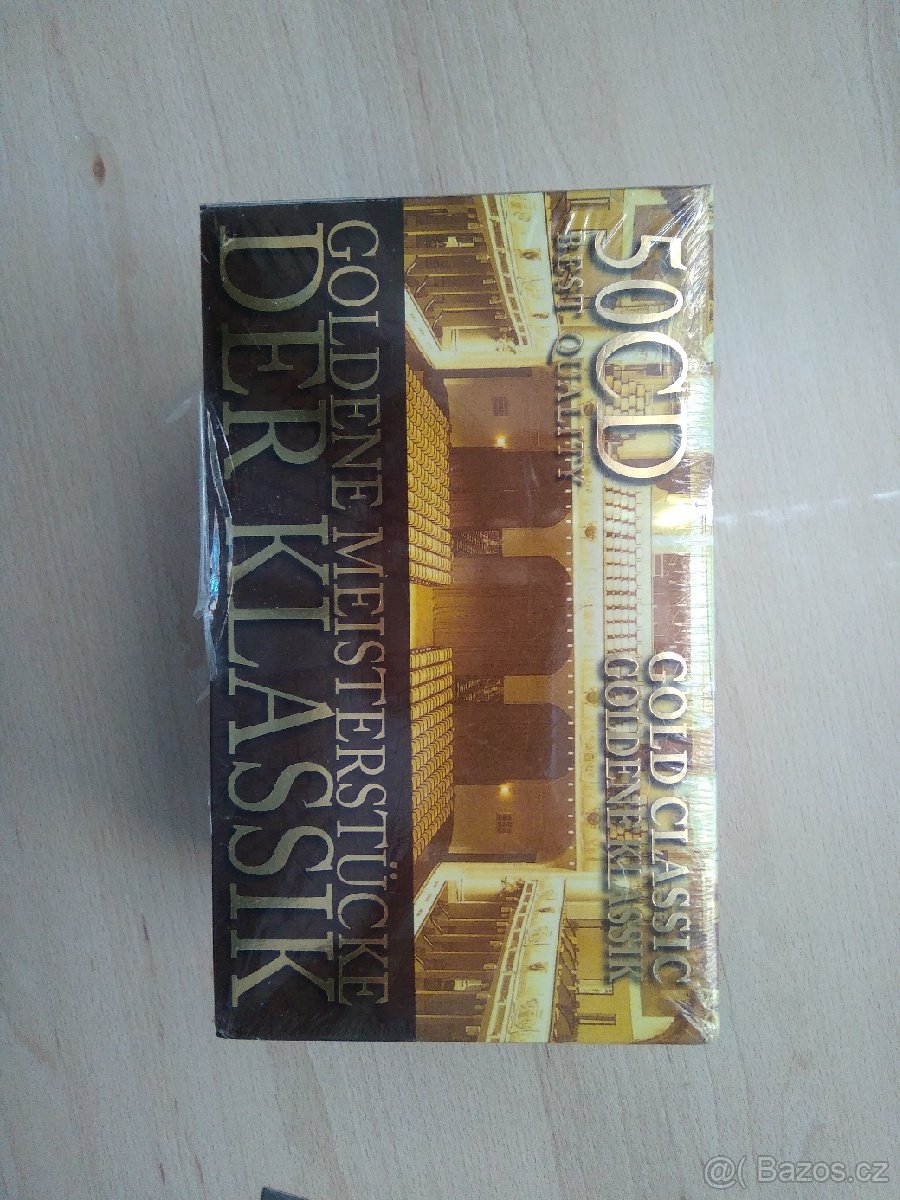 50CD
BEST QUALITY
GOLD CLASSIC
GOLDENE KLASSIK
GOLDENE MEISTERSTÜCKE
DER KLASSIK
@( Bazos.cz